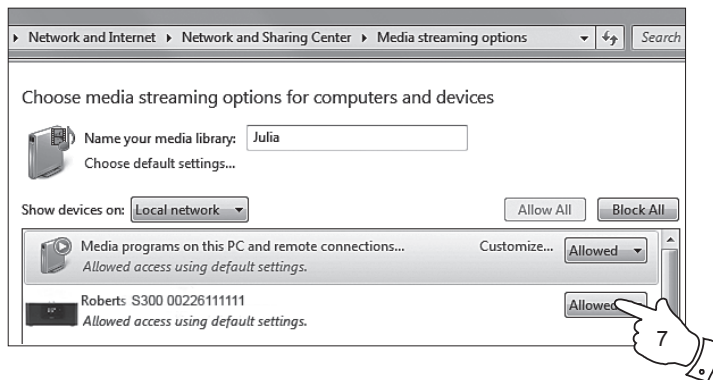 Network and Internet Network and Sharing Center Media streaming options Search
Choose media streaming options for computers and devices
Name your media library: Julia
Choose default settings...
Show devices on: Local network Allow All Block All
Media programs on this PC and remote connections... Customize... Allowed
Allowed access using default settings.
Roberts S300 00226111111 Allowed
Allowed access using default settings.
7